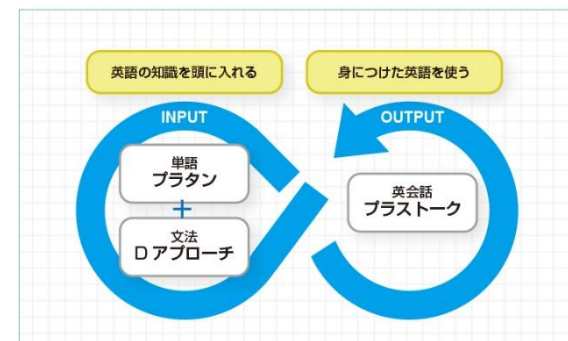 英語の知識を頭に入れる
身につけた英語を使う
INPUT
OUTPUT
単語
プラタン
+
文法
D アプローチ
英会話
プラストーク